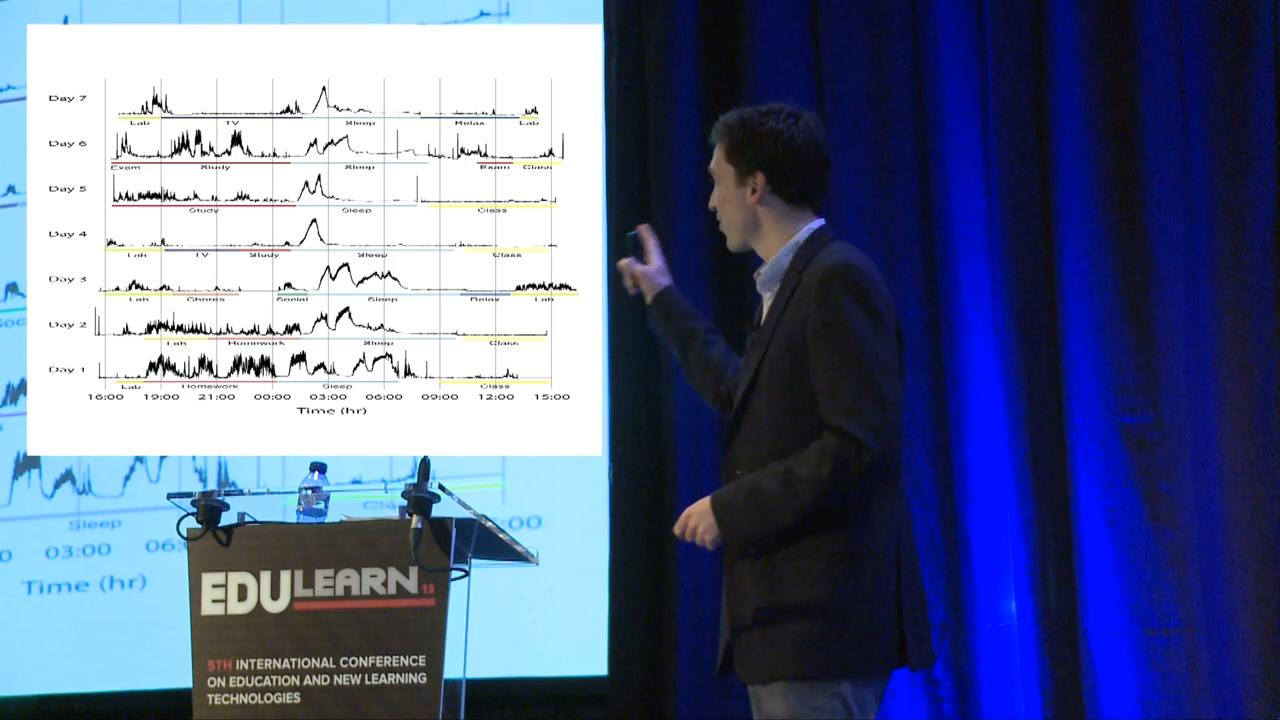 Day 7
Lab TV Sleep Relax Lab
Day 6
Exam Study Sleep Exam Class
Day 5
Study Sleep Class
Day 4
Lab TV Study Sleep Class
Day 3
Lab Chores Social Sleep Relax Lab
Day 2
Lab Homework Sleep Class
Day 1
Lab Homework Sleep Class
16:00 19:00 21:00 00:00 03:00 06:00 09:00 12:00 15:00
Time (hr)
Sleep
03:00
Time (hr)
EDULEARN13
5TH INTERNATIONAL CONFERENCE
ON EDUCATION AND NEW LEARNING
TECHNOLOGIES